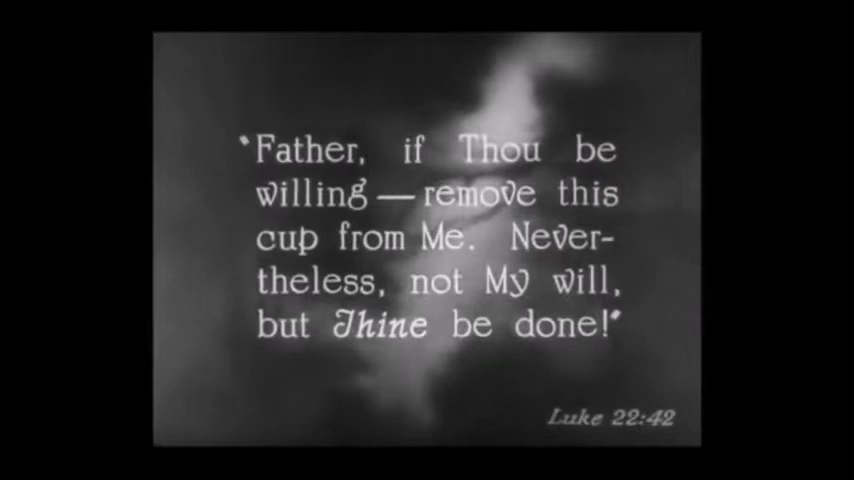 "Father, if Thou be
willing — remove this
cup from Me. Never-
theless, not My will,
but Thine be done!"
Luke 22:42